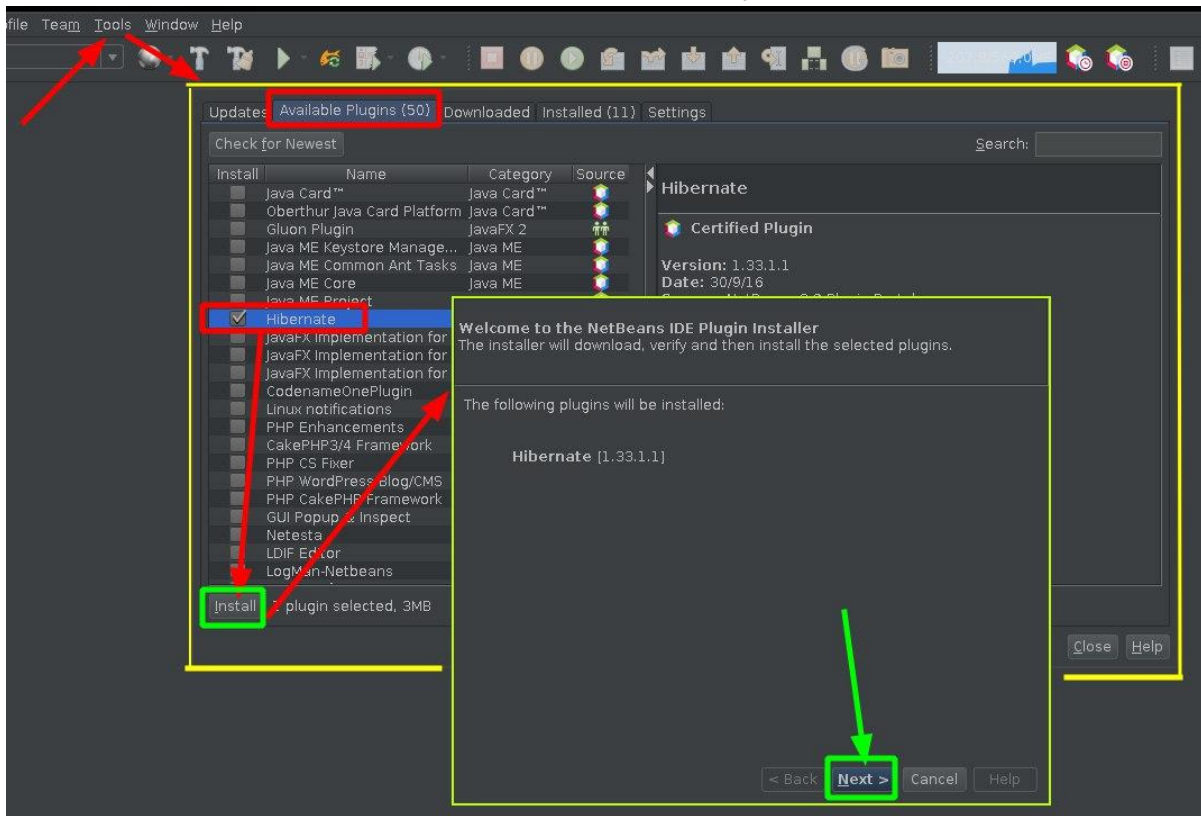 ofile Team Tools Window Help
Updates Available Plugins (50) Downloaded Installed (11) Settings
Check for Newest Search:
Install Name Category Source
Java Card™ Java Card™
Oberthur Java Card Platform Java Card™
Gluon Plugin JavaFX 2
Java ME Keystore Manage... Java ME
Java ME Common Ant Tasks Java ME
Java ME Core Java ME
Java ME Project
Hibernate
JavaFX Implementation for
JavaFX Implementation for
JavaFX Implementation for
CodenameOnePlugin
Linux notifications
PHP Enhancements
CakePHP3/4 Framework
PHP CS Fixer
PHP WordPress Blog/CMS
PHP CakePHP Framework
GUI Popup & Inspect
Netesta
LDIF Editor
LogMan-Netbeans
Install plugin selected, 3MB
Hibernate
Certified Plugin
Version: 1.33.1.1
Date: 30/9/16
Welcome to the NetBeans IDE Plugin Installer
The installer will download, verify and then install the selected plugins.
The following plugins will be installed:
Hibernate [1.33.1.1]
< Back Next > Cancel Help
Close Help